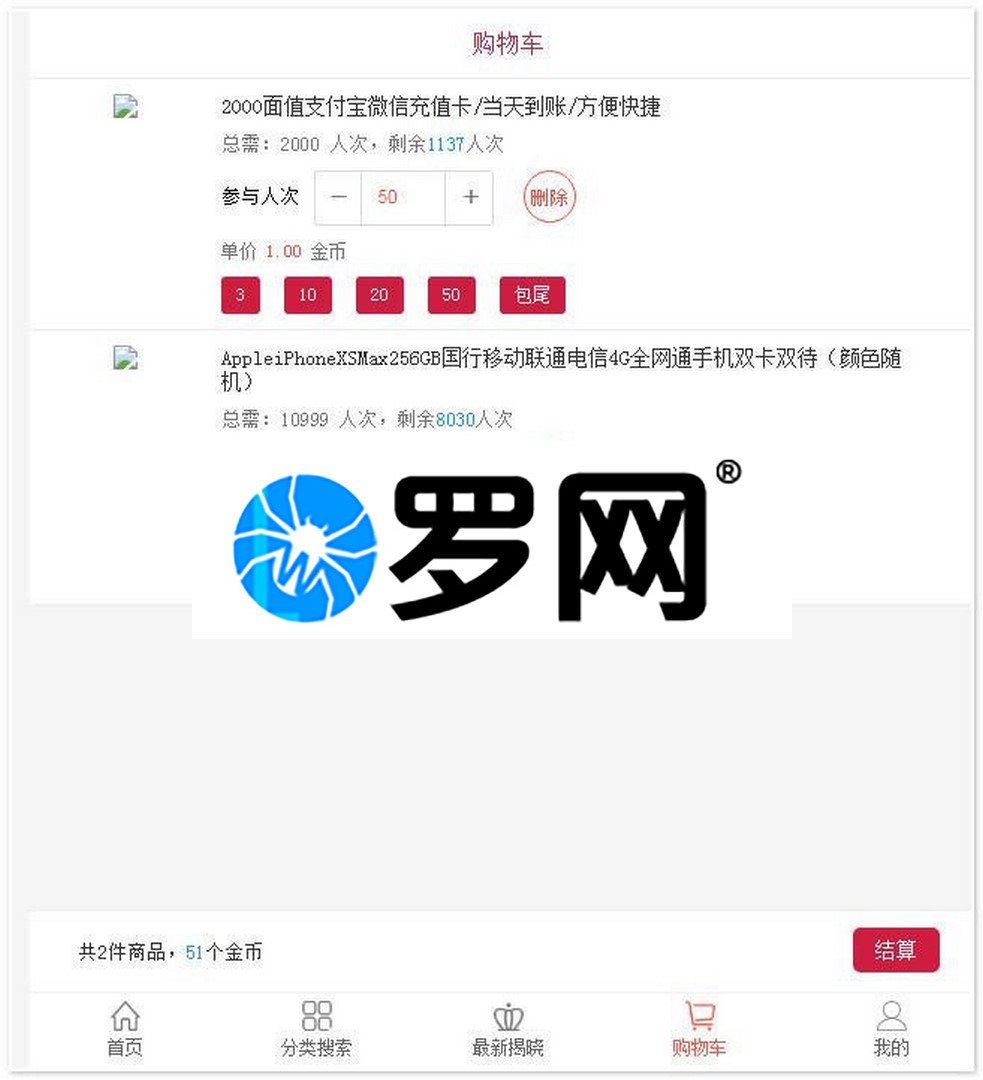 购物车
2000面值支付宝微信充值卡/当天到账/方便快捷
总需：2000 人次，剩余1137人次
参与人次 － 50 + 删除
单价 1.00 金币
3 10 20 50 包尾
AppleiPhoneXSMax256GB国行移动联通电信4G全网通手机双卡双待（颜色随
机）
总需：10999 人次，剩余8030人次
罗网®
共2件商品，51个金币
结算
首页 分类搜索 最新揭晓 购物车 我的